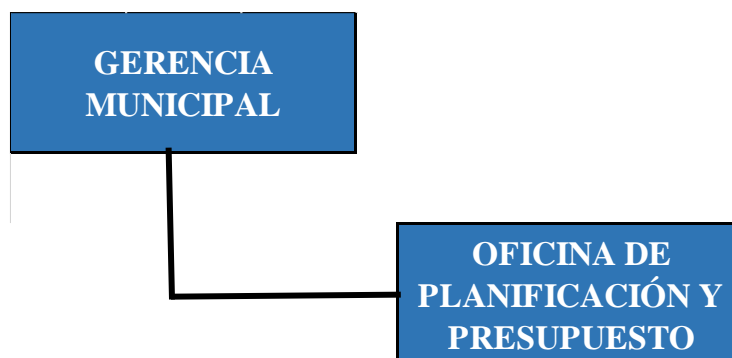 GERENCIA
MUNICIPAL
OFICINA DE
PLANIFICACIÓN Y
PRESUPUESTO